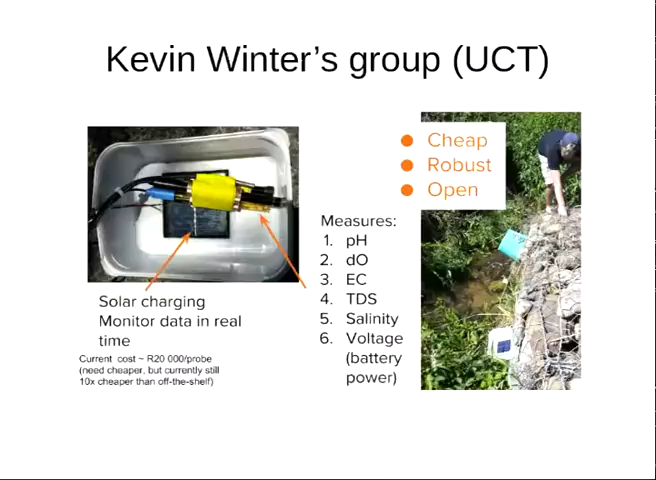 Kevin Winter's group (UCT)
Cheap
Robust
Open
Measures:
1. pH
2. dO
3. EC
4. TDS
5. Salinity
6. Voltage
(battery
power)
Solar charging
Monitor data in real
time
Current cost ~ R20 000/probe
(need cheaper, but currently still
10x cheaper than off-the-shelf)